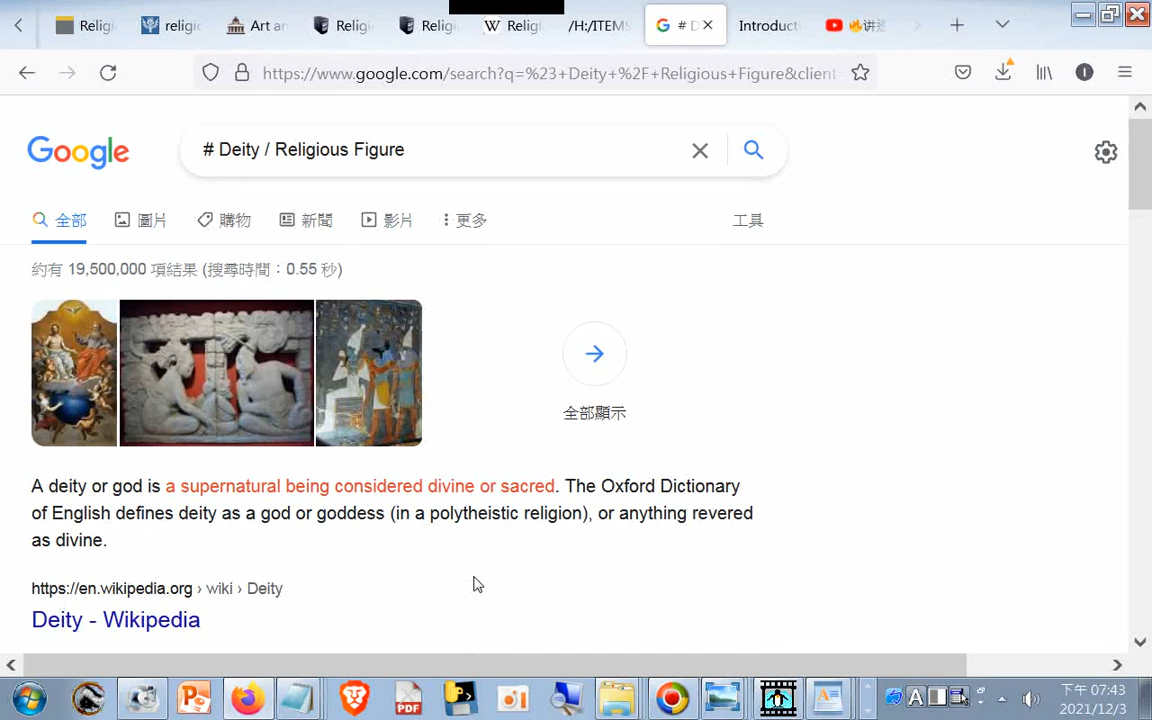 Religi
religio
Art an
Religi
Religi
W Religi
/H:/ITEMS
# D
Introduct
🔥讲
https://www.google.com/search?q=%23+Deity+%2F+Religious+Figure&client
Google
# Deity / Religious Figure
全部
圖片
購物
新聞
影片
更多
工具
約有 19,500,000 項結果 (搜尋時間：0.55 秒)
全部顯示
A deity or god is a supernatural being considered divine or sacred. The Oxford Dictionary
of English defines deity as a god or goddess (in a polytheistic religion), or anything revered
as divine.
https://en.wikipedia.org › wiki › Deity
Deity - Wikipedia
PDF
A
下午 07:43
2021/12/3